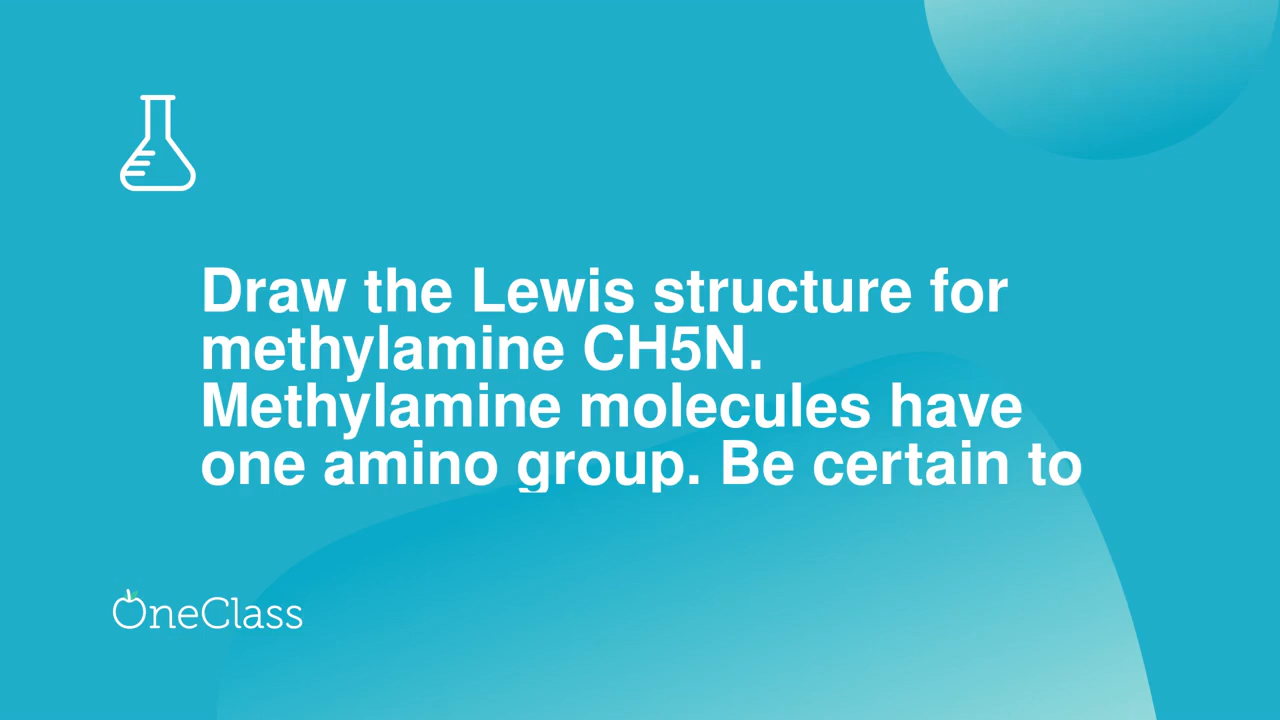 Draw the Lewis structure for
methylamine CH5N.
Methylamine molecules have
one amino group. Be certain to
OneClass